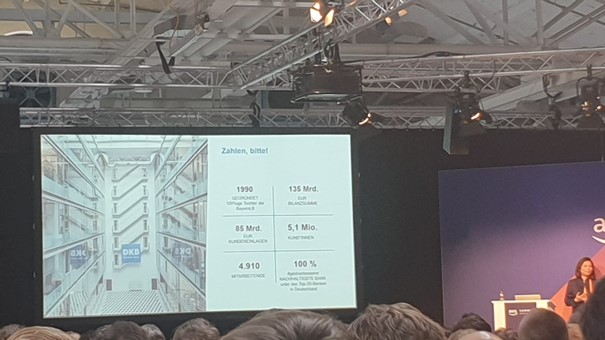 Zahlen, bitte!
1990
GEGRÜNDET
100%ige Tochter der
BayernLB
135 Mrd.
EUR
BILANZSUMME
85 Mrd.
EUR
KUNDENEINLAGEN
5,1 Mio.
KUND*INNEN
4.910
MITARBEITENDE
100 %
NACHHALTIGSTE BANK
unter den Top-20-Banken
in Deutschland
DKB
DKB
DKB
a
aws